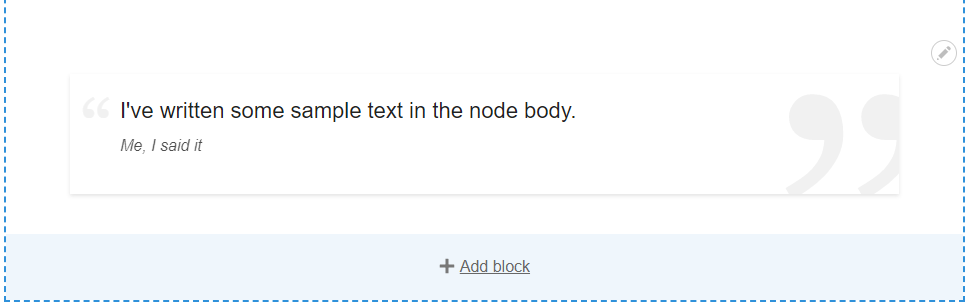 “ I've written some sample text in the node body. ”
Me, I said it
Add block